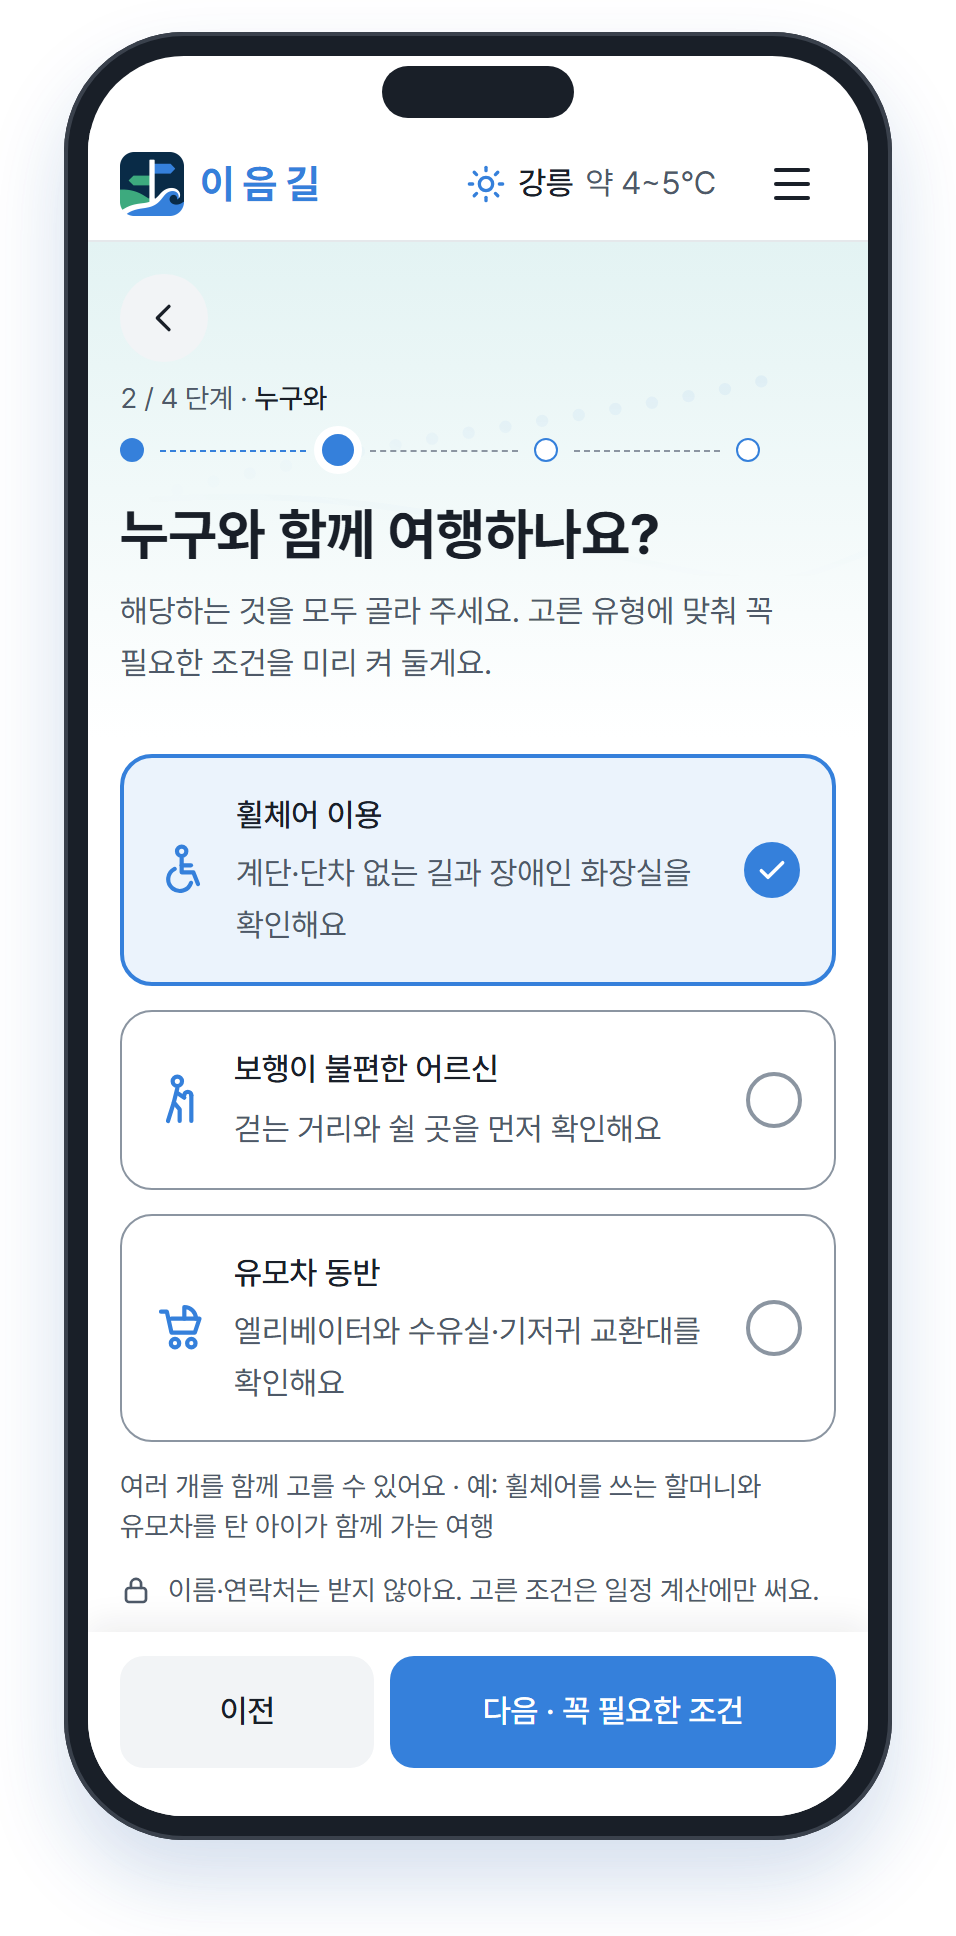 이음길
강릉 약 4~5°C
2 / 4 단계 · 누구와
누구와 함께 여행하나요?
해당하는 것을 모두 골라 주세요. 고른 유형에 맞춰 꼭
필요한 조건을 미리 켜 둘게요.
휠체어 이용
계단·단차 없는 길과 장애인 화장실을
확인해요
보행이 불편한 어르신
걷는 거리와 쉴 곳을 먼저 확인해요
유모차 동반
엘리베이터와 수유실·기저귀 교환대를
확인해요
여러 개를 함께 고를 수 있어요 · 예: 휠체어를 쓰는 할머니와
유모차를 탄 아이가 함께 가는 여행
이름·연락처는 받지 않아요. 고른 조건은 일정 계산에만 써요.
이전
다음 · 꼭 필요한 조건